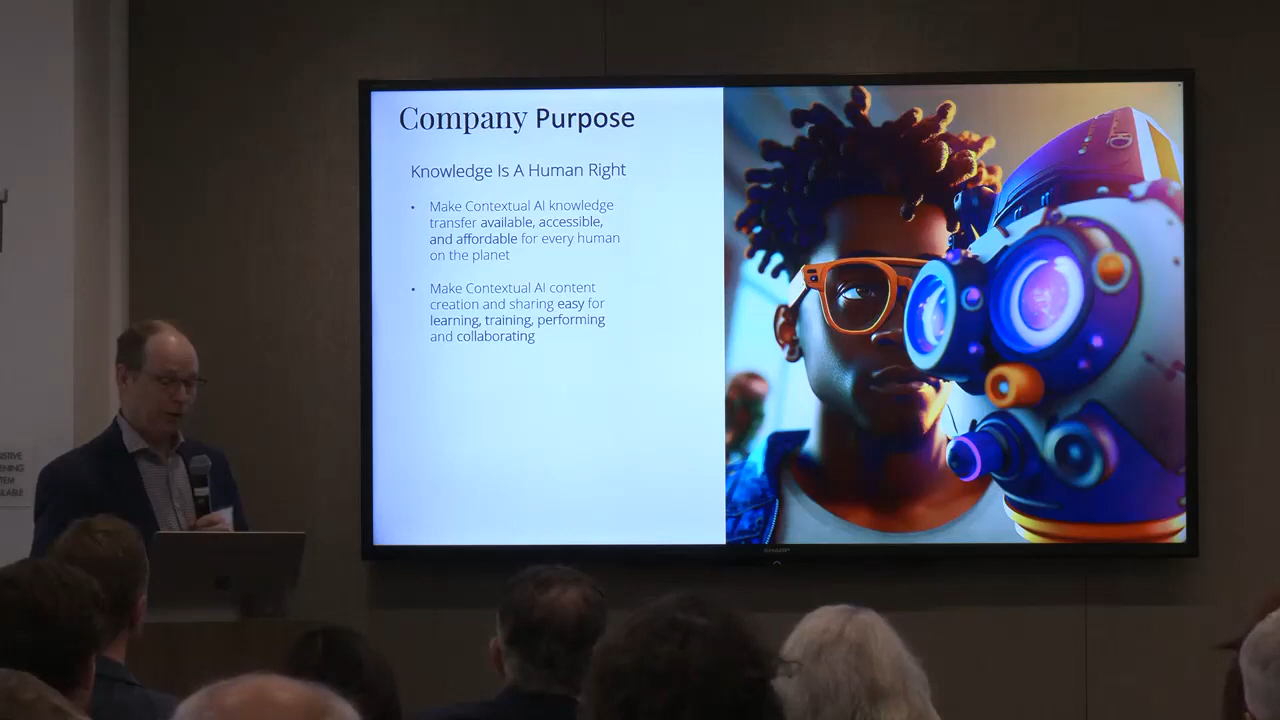 Company Purpose
Knowledge Is A Human Right
• Make Contextual AI knowledge
transfer available, accessible,
and affordable for every human
on the planet
• Make Contextual AI content
creation and sharing easy for
learning, training, performing
and collaborating
SHARP